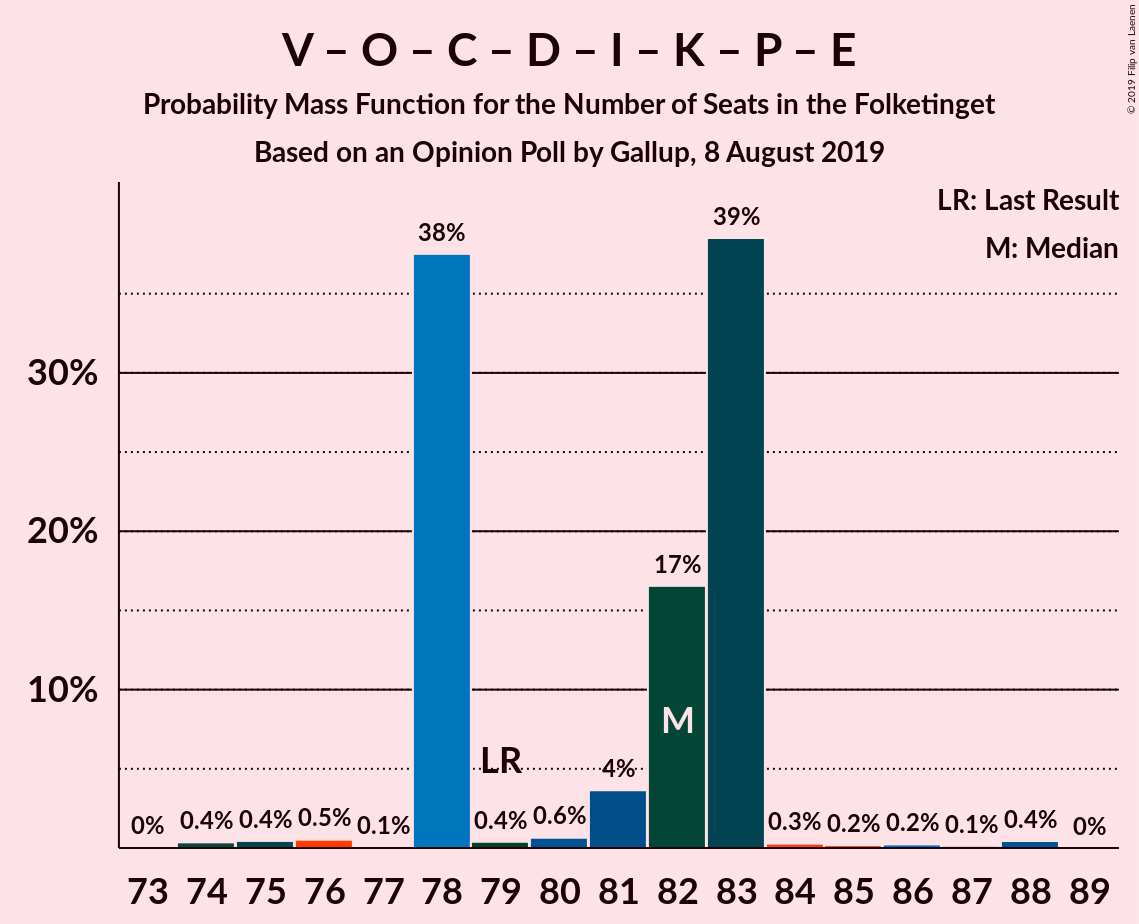 V – O – C – D – I – K – P – E
Probability Mass Function for the Number of Seats in the Folketinget
Based on an Opinion Poll by Gallup, 8 August 2019
© 2019 Filip van Laenen
LR: Last Result
M: Median
30%
20%
10%
0%
0.4%
0.4%
0.5%
0.1%
38%
0.4%
0.6%
4%
17%
39%
0.3%
0.2%
0.2%
0.1%
0.4%
0%
LR
M
73 74 75 76 77 78 79 80 81 82 83 84 85 86 87 88 89